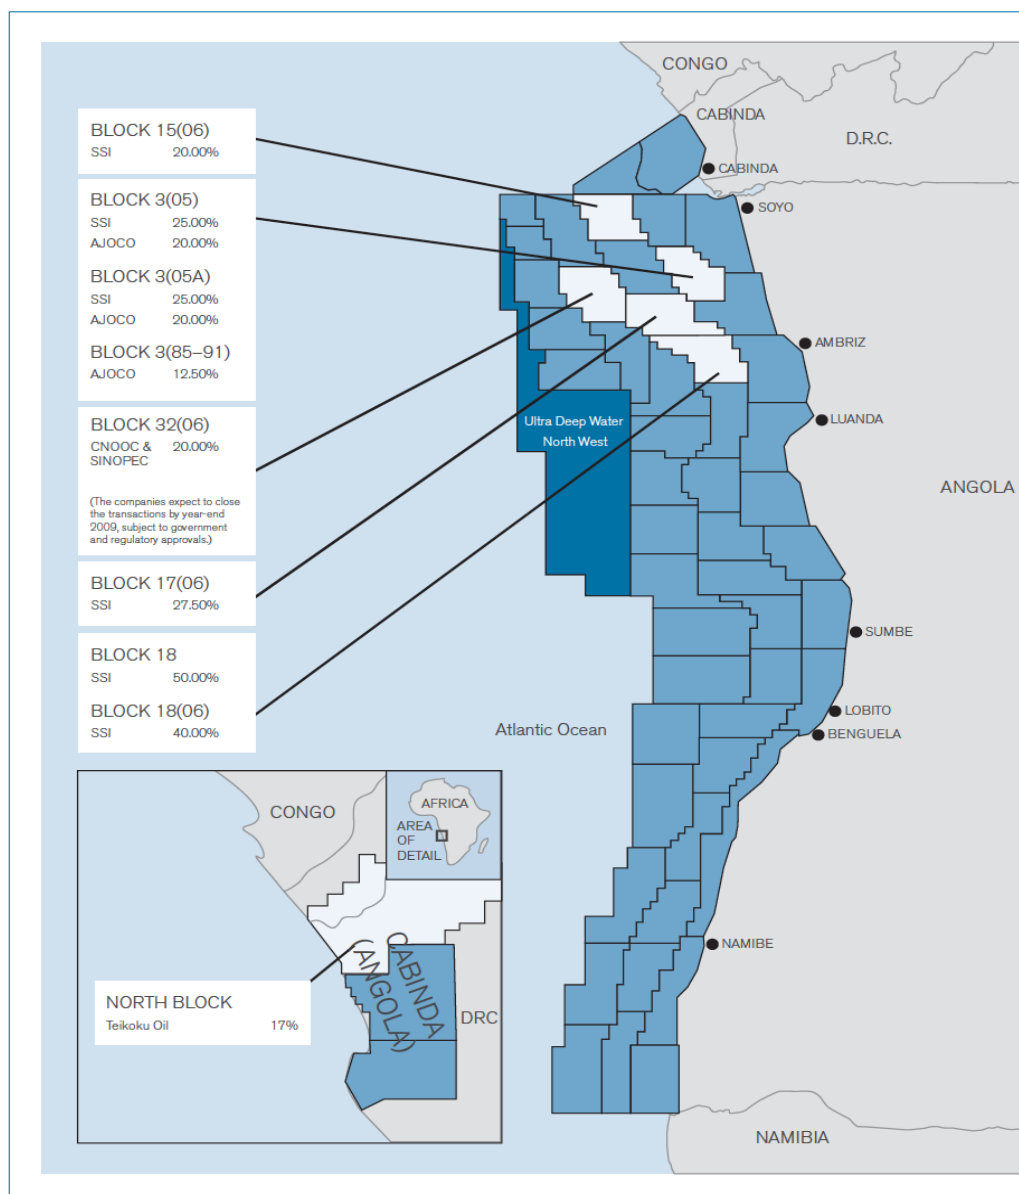 CONGO
CABINDA
D.R.C.
CABINDA
SOYO
BLOCK 15(06)
SSI 20.00%
BLOCK 3(05)
SSI 25.00%
AJOCO 20.00%
BLOCK 3(05A)
SSI 25.00%
AJOCO 20.00%
BLOCK 3(85–91)
AJOCO 12.50%
BLOCK 32(06)
CNOOC & 20.00%
SINOPEC
(The companies expect to close
the transactions by year-end
2009, subject to government
and regulatory approvals.)
BLOCK 17(06)
SSI 27.50%
BLOCK 18
SSI 50.00%
BLOCK 18(06)
SSI 40.00%
AMBRIZ
LUANDA
Ultra Deep Water
North West
ANGOLA
SUMBE
LOBITO
BENGUELA
Atlantic Ocean
NAMIBE
NAMIBIA
CONGO
AFRICA
AREA
OF
DETAIL
CABINDA
(ANGOLA)
DRC
NORTH BLOCK
Teikoku Oil 17%